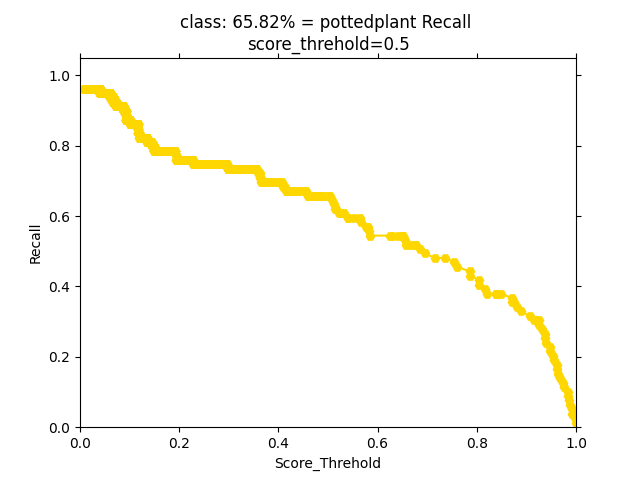 class: 65.82% = pottedplant Recall
score_threhold=0.5
1.0
0.8
0.6
0.4
0.2
0.0
Recall
0.0 0.2 0.4 0.6 0.8 1.0
Score_Threhold